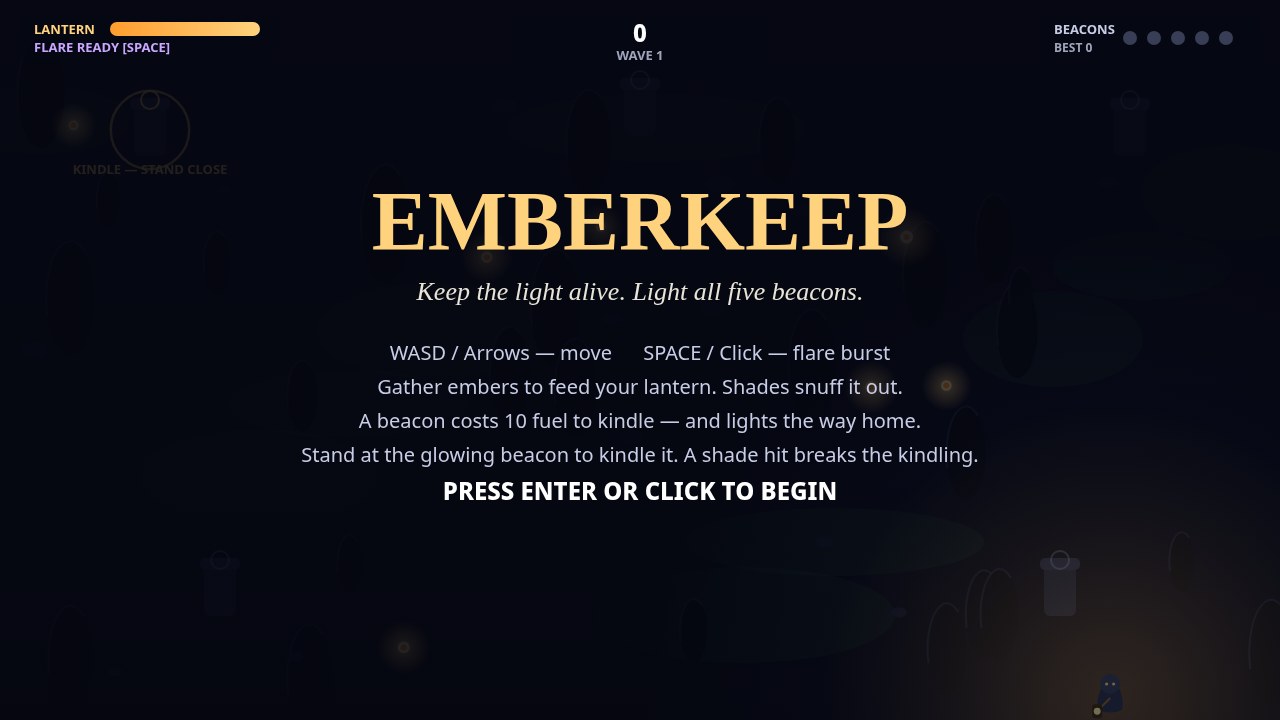 LANTERN
FLARE READY [SPACE]
0
WAVE 1
BEACONS
BEST 0
KINDLE — STAND CLOSE
EMBERKEEP
Keep the light alive. Light all five beacons.
WASD / Arrows — move SPACE / Click — flare burst
Gather embers to feed your lantern. Shades snuff it out.
A beacon costs 10 fuel to kindle — and lights the way home.
Stand at the glowing beacon to kindle it. A shade hit breaks the kindling.
PRESS ENTER OR CLICK TO BEGIN